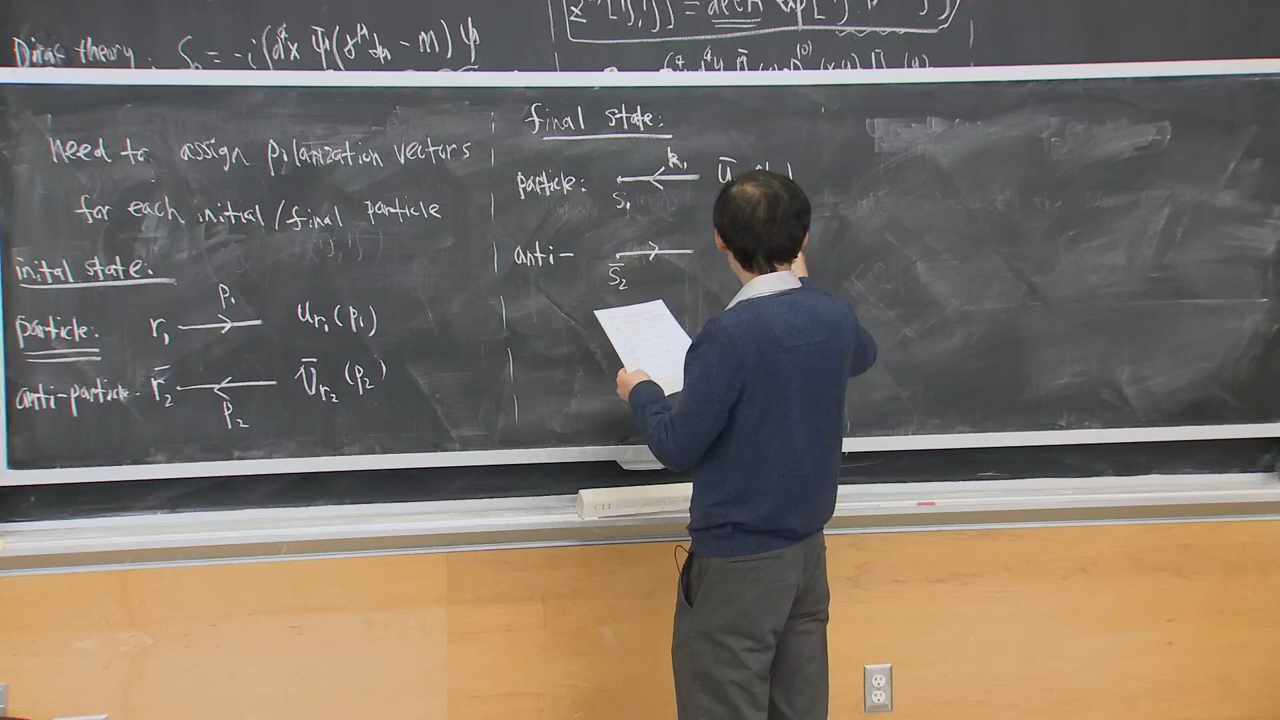 Dirac theory. S₀ = -i ∫d⁴x ψ̄(γ^μ∂_μ - m)ψ
need to assign polarization vectors
for each initial/final particle
inital state:
particle: r₁ p₁ u_{r₁}(p₁)
anti-particle. r̄₂ p₂ v̄_{r₂}(p₂)
final state:
particle: s₁ k₁ ū
anti- s̄₂